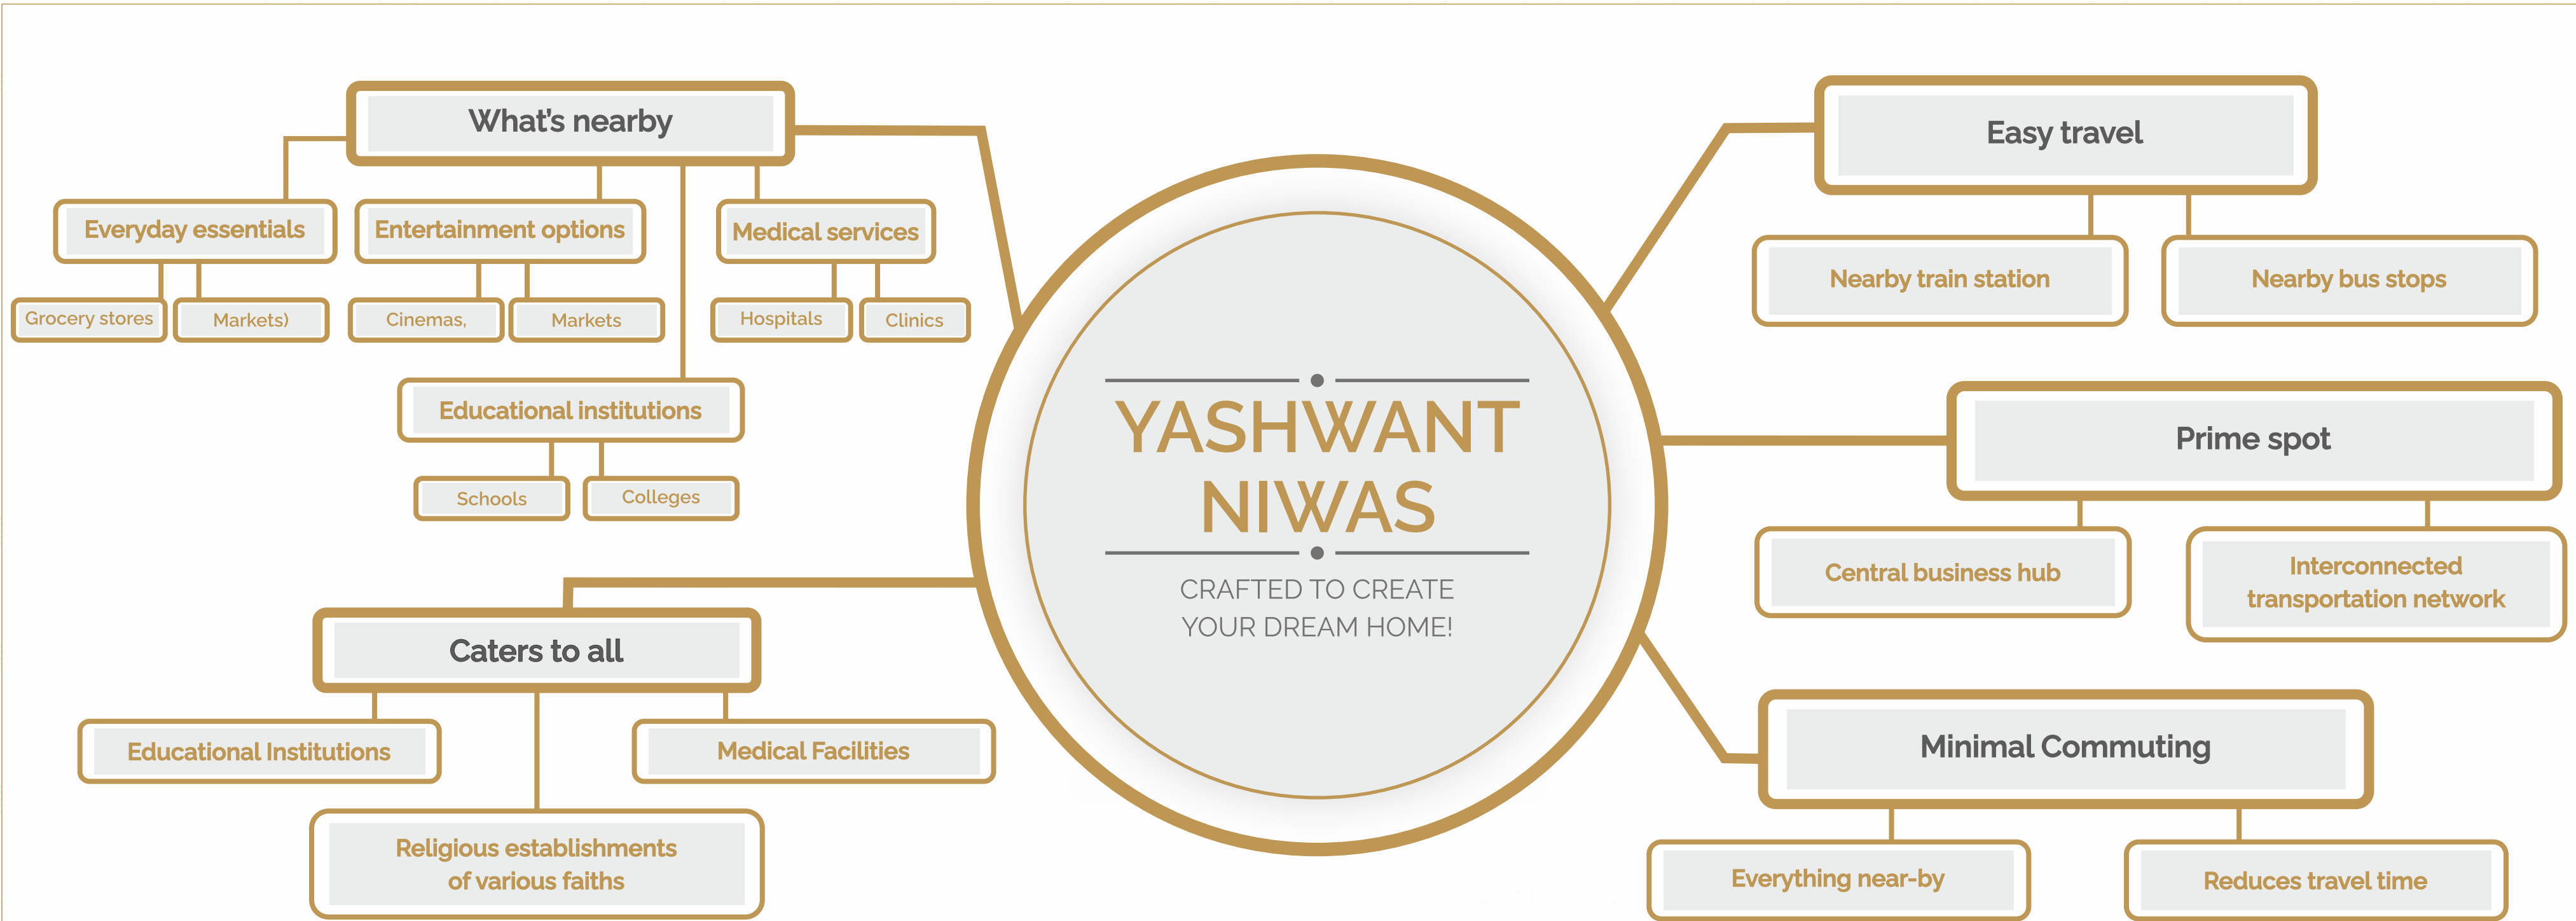 What's nearby
Everyday essentials
Entertainment options
Medical services
Grocery stores
Markets)
Cinemas,
Markets
Hospitals
Clinics
Educational institutions
Schools
Colleges
Caters to all
Educational Institutions
Medical Facilities
Religious establishments
of various faiths
YASHWANT
NIWAS
CRAFTED TO CREATE
YOUR DREAM HOME!
Easy travel
Nearby train station
Nearby bus stops
Prime spot
Central business hub
Interconnected
transportation network
Minimal Commuting
Everything near-by
Reduces travel time